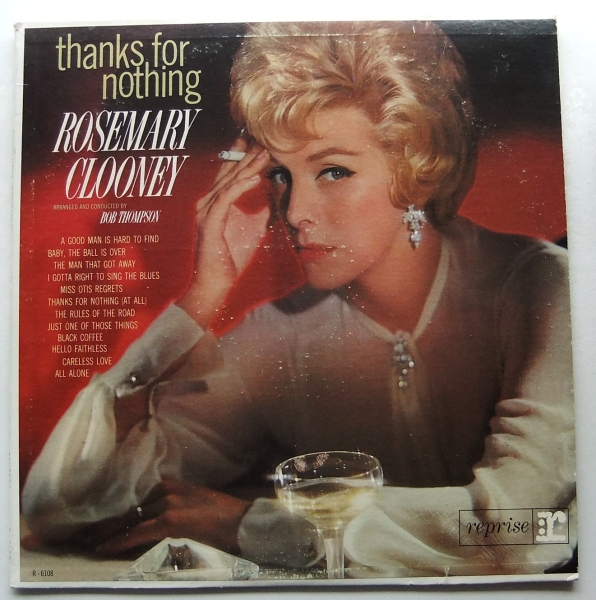 thanks for
nothing
ROSEMARY
CLOONEY
ARRANGED AND CONDUCTED BY
BOB THOMPSON
A GOOD MAN IS HARD TO FIND
BABY, THE BALL IS OVER
THE MAN THAT GOT AWAY
I GOTTA RIGHT TO SING THE BLUES
MISS OTIS REGRETS
THANKS FOR NOTHING (AT ALL)
THE RULES OF THE ROAD
JUST ONE OF THOSE THINGS
BLACK COFFEE
HELLO FAITHLESS
CARELESS LOVE
ALL ALONE
reprise r:
R-6108